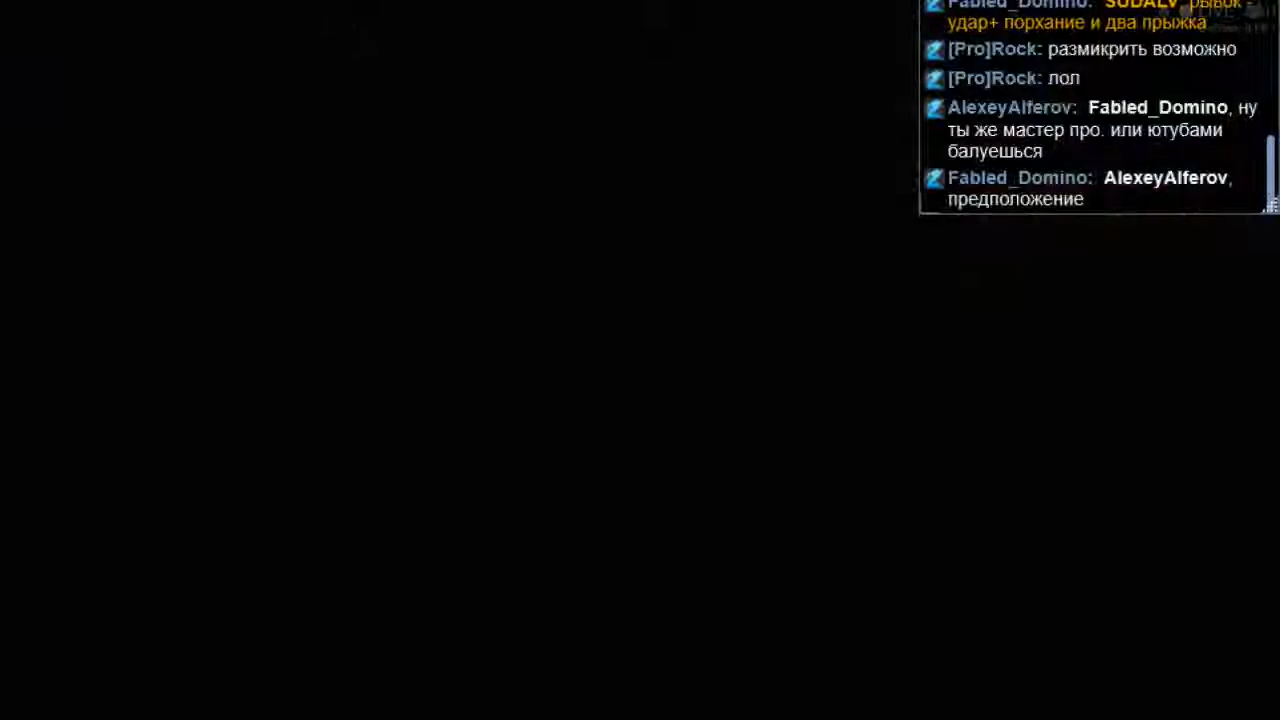 Fabled_Domino: SUDALV рывок -
удар+ порхание и два прыжка
[Pro]Rock: размикрить возможно
[Pro]Rock: лол
AlexeyAlferov: Fabled_Domino, ну
ты же мастер про. или ютубами
балуешься
Fabled_Domino: AlexeyAlferov,
предположение